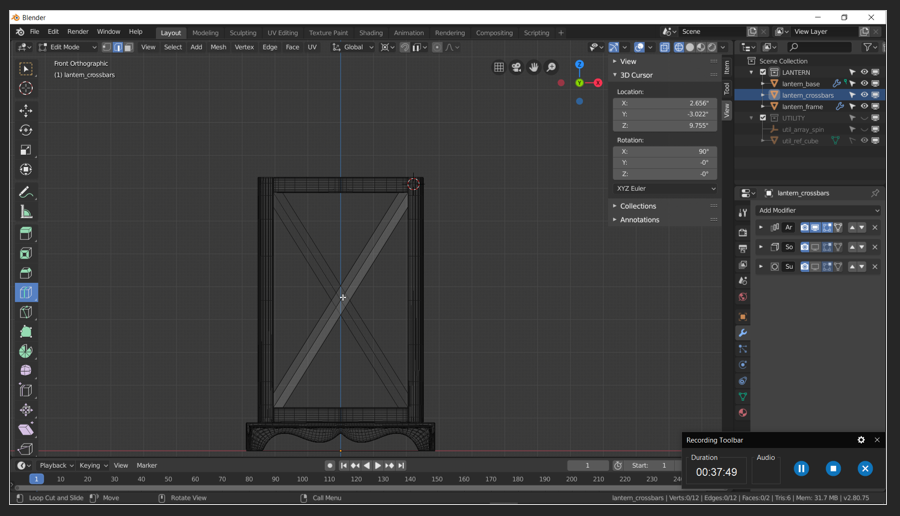 Blender
File Edit Render Window Help Layout Modeling Sculpting UV Editing Texture Paint Shading Animation Rendering Compositing Scripting + Scene View Layer
Edit Mode View Select Add Mesh Vertex Edge Face UV Global
Front Orthographic
(1) lantern_crossbars
Z
Y
X
View
3D Cursor
Location:
X: 2.656"
Y: -3.022"
Z: 9.755"
Rotation:
X: 90°
Y: -0°
Z: -0°
XYZ Euler
Collections
Annotations
Item
Tool
View
Scene Collection
LANTERN
lantern_base
lantern_crossbars
lantern_frame
UTILITY
util_array_spin
util_ref_cube
lantern_crossbars
Add Modifier
Ar
So
Su
Recording Toolbar
Duration Audio
00:37:49
Playback Keying View Marker 1 Start: 1
1 10 20 30 40 50 60 70 80 90 100 110 120 130 140 150 160 170 180 190 200 210 220 230
Loop Cut and Slide Move Rotate View Call Menu lantern_crossbars | Verts:0/12 | Edges:0/12 | Faces:0/2 | Tris:6 | Mem: 31.7 MB | v2.80.75